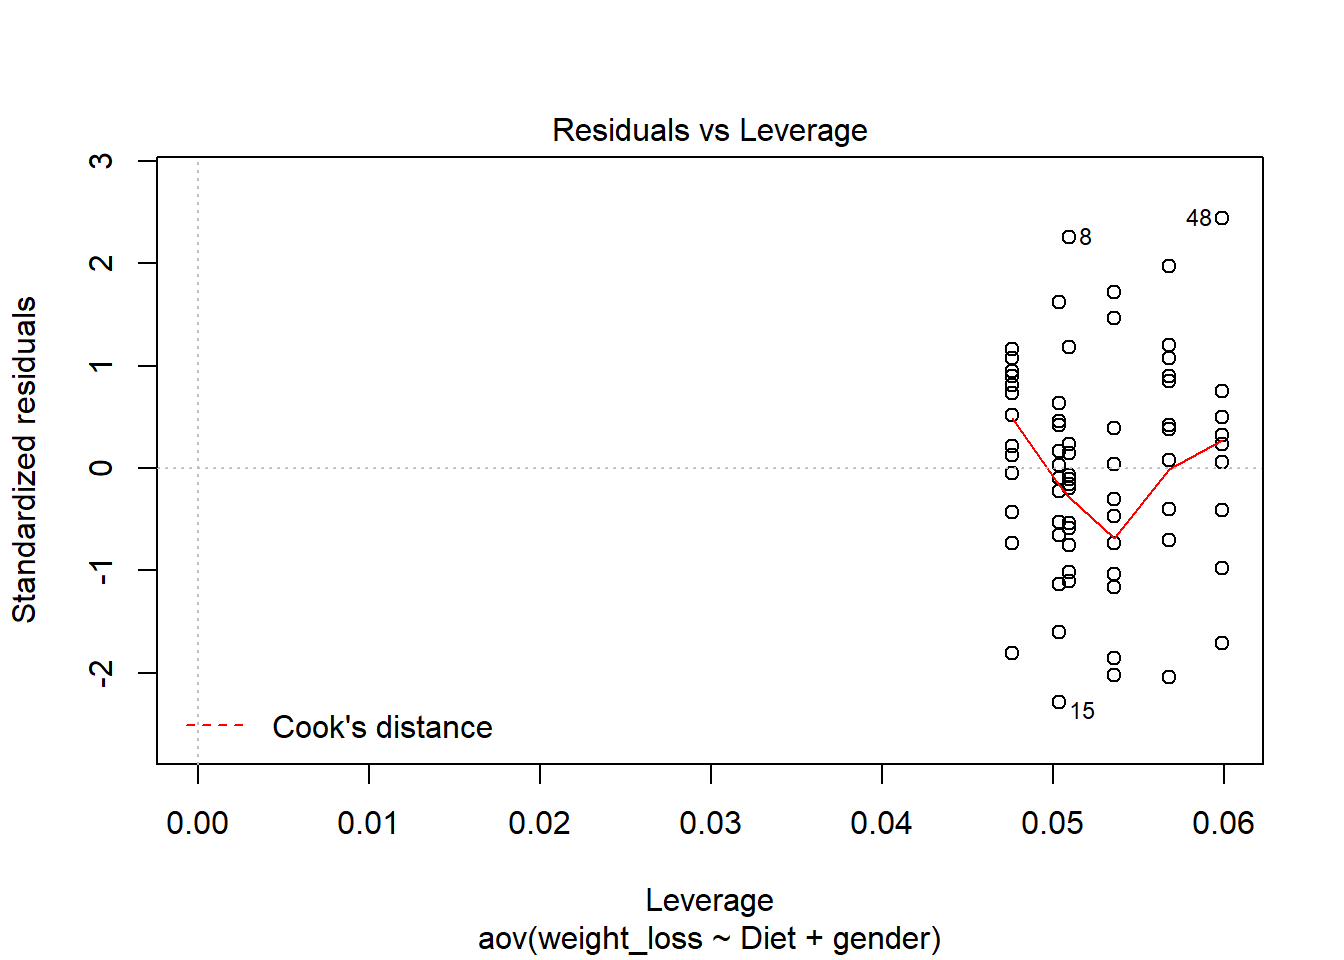 Residuals vs Leverage
Standardized residuals
3
2
1
0
-1
-2
48
8
15
Cook's distance
0.00 0.01 0.02 0.03 0.04 0.05 0.06
Leverage
aov(weight_loss ~ Diet + gender)